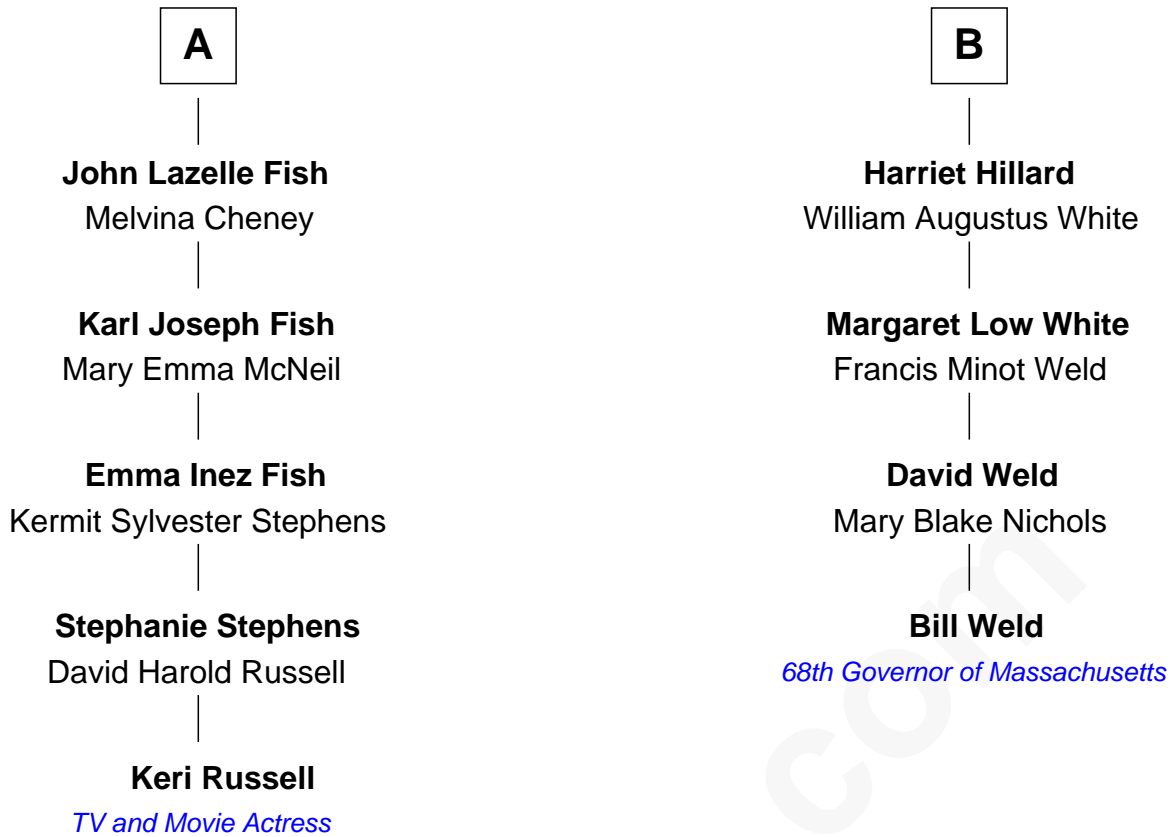 A
John Lazelle Fish
Melvina Cheney
Karl Joseph Fish
Mary Emma McNeil
Emma Inez Fish
Kermit Sylvester Stephens
Stephanie Stephens
David Harold Russell
Keri Russell
TV and Movie Actress
B
Harriet Hillard
William Augustus White
Margaret Low White
Francis Minot Weld
David Weld
Mary Blake Nichols
Bill Weld
68th Governor of Massachusetts
com